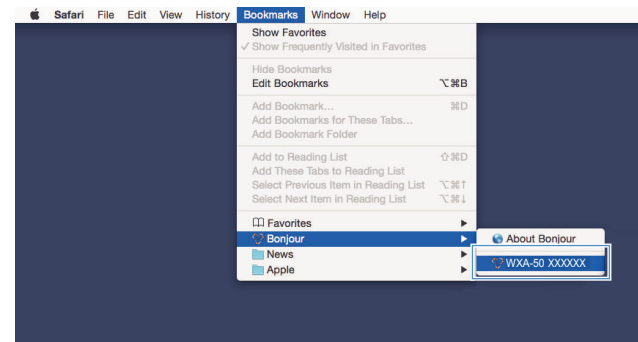 Safari File Edit View History Bookmarks Window Help
Show Favorites
✓ Show Frequently Visited in Favorites
Hide Bookmarks
Edit Bookmarks ⌥⌘B
Add Bookmark... ⌘D
Add Bookmarks for These Tabs...
Add Bookmark Folder
Add to Reading List ⇧⌘D
Add These Tabs to Reading List
Select Previous Item in Reading List ⌥⌘↑
Select Next Item in Reading List ⌥⌘↓
Favorites ▶
Bonjour ▶ About Bonjour
News ▶ WXA-50 XXXXXX
Apple ▶